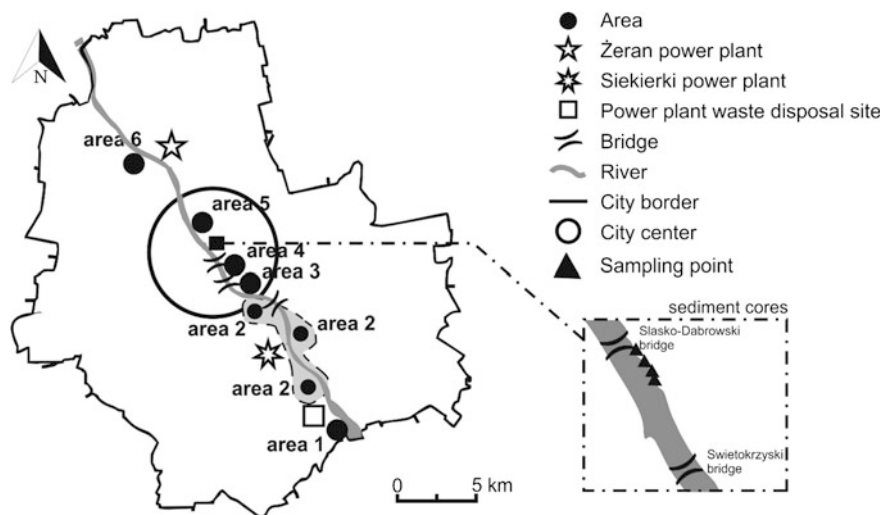 N
area 6
area 5
area 4
area 3
area 2
area 2
area 2
area 1
0 5 km
Area
Żeran power plant
Siekierki power plant
Power plant waste disposal site
Bridge
River
City border
City center
Sampling point
sediment cores
Slasko-Dabrowski
bridge
Swietokrzyski
bridge